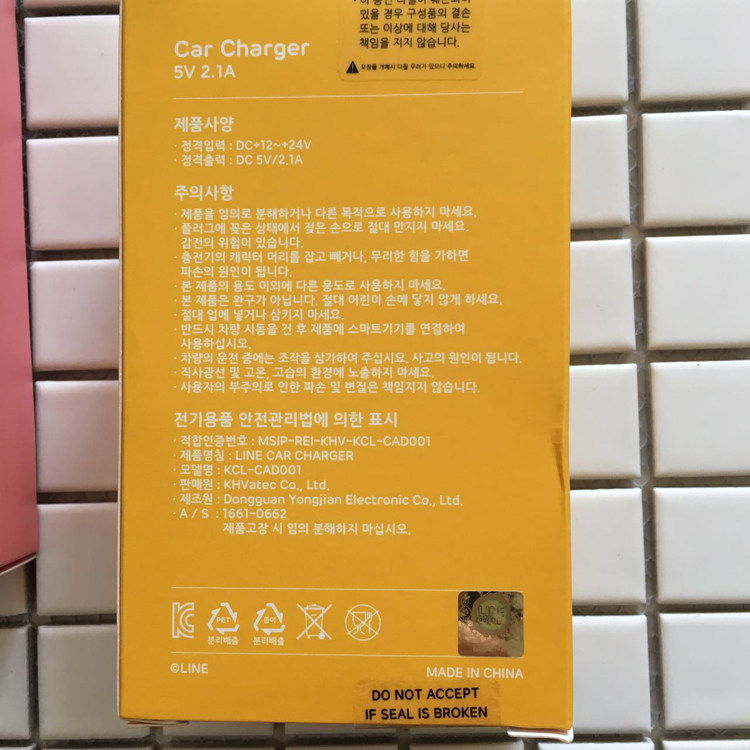 있을 경우 구성품의 결손
또는 이상에 대해 당사는
책임을 지지 않습니다.
Car Charger
5V 2.1A
제품사양
· 정격입력 : DC+12~+24V
· 정격출력 : DC 5V/2.1A
주의사항
· 제품을 임의로 분해하거나 다른 목적으로 사용하지 마세요.
· 플러그에 꽂은 상태에서 젖은 손으로 절대 만지지 마세요.
감전의 위험이 있습니다.
· 충전기의 캐릭터 머리를 잡고 빼거나, 무리한 힘을 가하면
파손의 원인이 됩니다.
· 본 제품의 용도 이외에 다른 용도로 사용하지 마세요.
· 본 제품은 완구가 아닙니다. 절대 어린이 손에 닿지 않게 하세요.
· 절대 입에 넣거나 삼키지 마세요.
· 반드시 차량 시동을 건 후 제품에 스마트기기를 연결하여
사용하십시오.
· 차량의 운전 중에는 조작을 삼가하여 주십시요. 사고의 원인이 됩니다.
· 직사광선 및 고온, 고습의 환경에 노출하지 마세요.
· 사용자의 부주의로 인한 파손 및 변질은 책임지지 않습니다.
전기용품 안전관리법에 의한 표시
· 적합인증번호 : MSIP-REI-KHV-KCL-CAD001
· 제품명칭 : LINE CAR CHARGER
· 모델명 : KCL-CAD001
· 판매원 : KHVatec Co., Ltd.
· 제조원 : Dongguan Yongjian Electronic Co., Ltd.
· A / S : 1661-0662
제품고장 시 임의 분해하지 마십시오.
PET
종이
LINE
분리배출
분리배출
©LINE
MADE IN CHINA
DO NOT ACCEPT
IF SEAL IS BROKEN